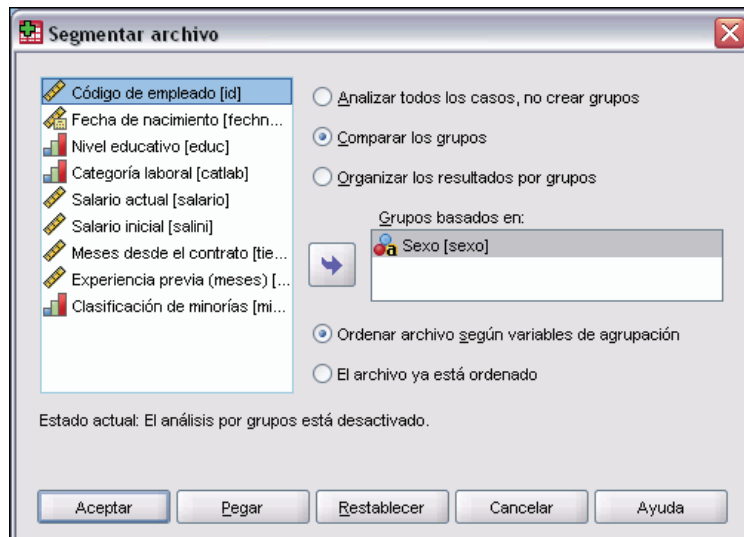 Segmentar archivo
Código de empleado [id]
Fecha de nacimiento [fechn...
Nivel educativo [educ]
Categoría laboral [catlab]
Salario actual [salario]
Salario inicial [salini]
Meses desde el contrato [tie...
Experiencia previa (meses) [...
Clasificación de minorías [mi...
Analizar todos los casos, no crear grupos
Comparar los grupos
Organizar los resultados por grupos
Grupos basados en:
a Sexo [sexo]
Ordenar archivo según variables de agrupación
El archivo ya está ordenado
Estado actual: El análisis por grupos está desactivado.
Aceptar
Pegar
Restablecer
Cancelar
Ayuda